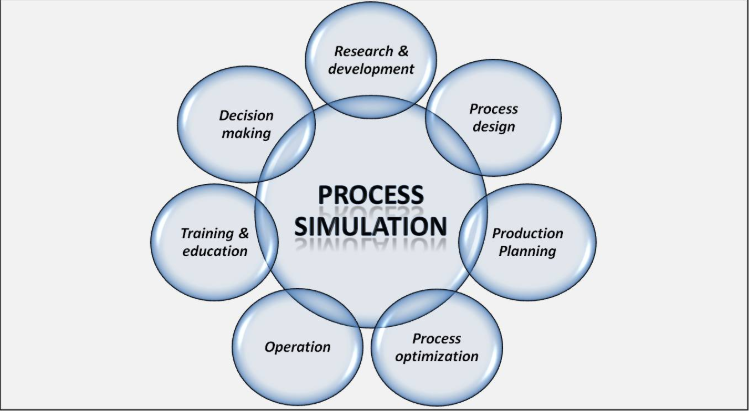 Research &
development
Process
design
Production
Planning
Process
optimization
Operation
Training &
education
Decision
making
PROCESS
SIMULATION